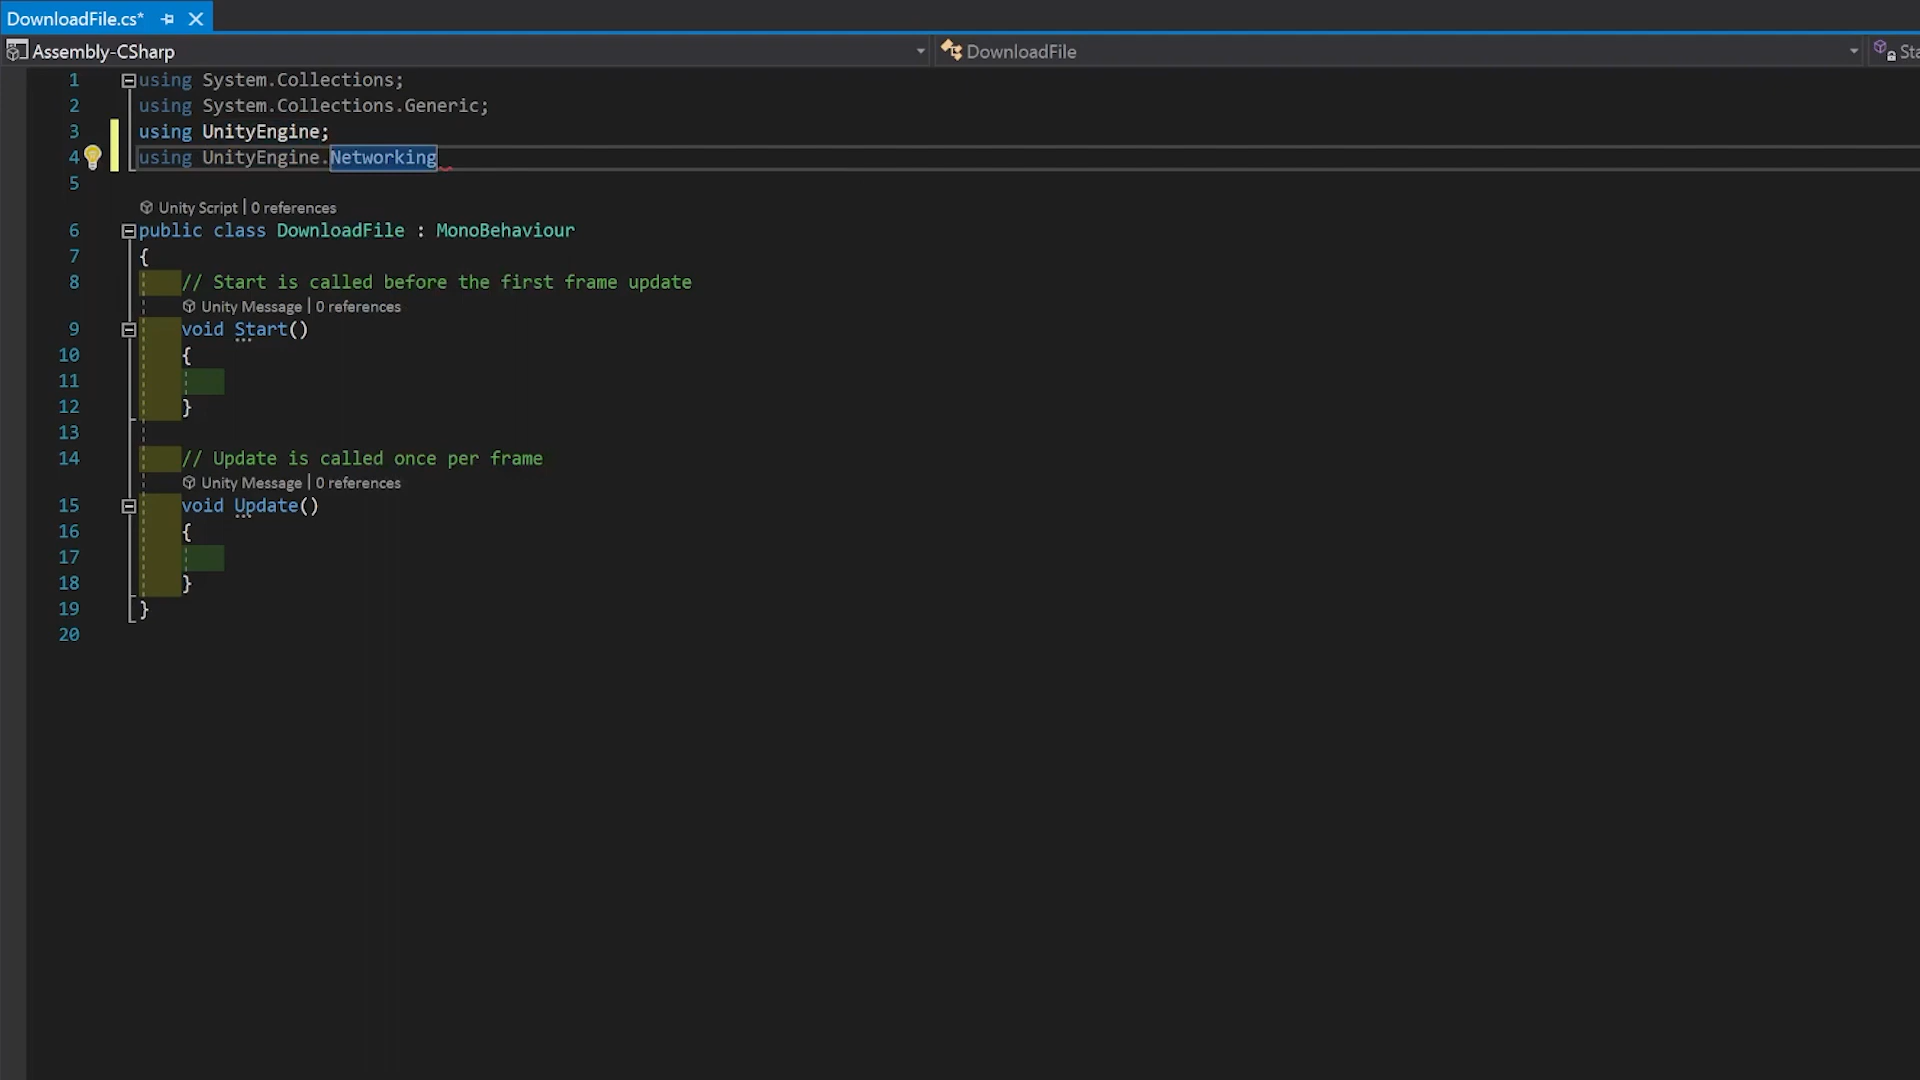 DownloadFile.cs*
Assembly-CSharp
DownloadFile
Sta
1 using System.Collections;
2 using System.Collections.Generic;
3 using UnityEngine;
4 using UnityEngine.Networking
5
Unity Script | 0 references
6 public class DownloadFile : MonoBehaviour
7 {
8 // Start is called before the first frame update
Unity Message | 0 references
9 void Start()
10 {
11
12 }
13
14 // Update is called once per frame
Unity Message | 0 references
15 void Update()
16 {
17
18 }
19 }
20